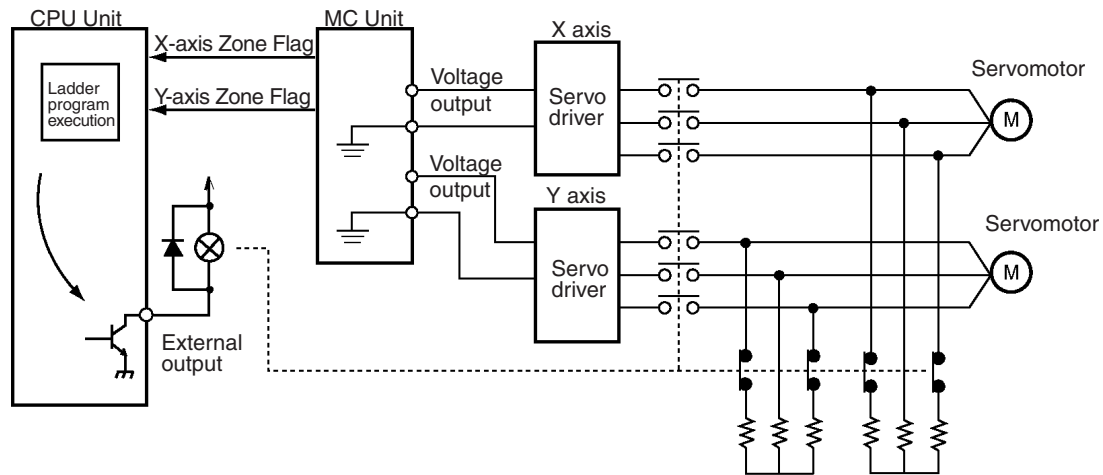 CPU Unit
MC Unit
X axis
X-axis Zone Flag
Servomotor
Voltage
output
Ladder
program
execution
Y-axis Zone Flag
Servo
driver
M
Voltage
output
Y axis
Servomotor
Servo
driver
M
External
output